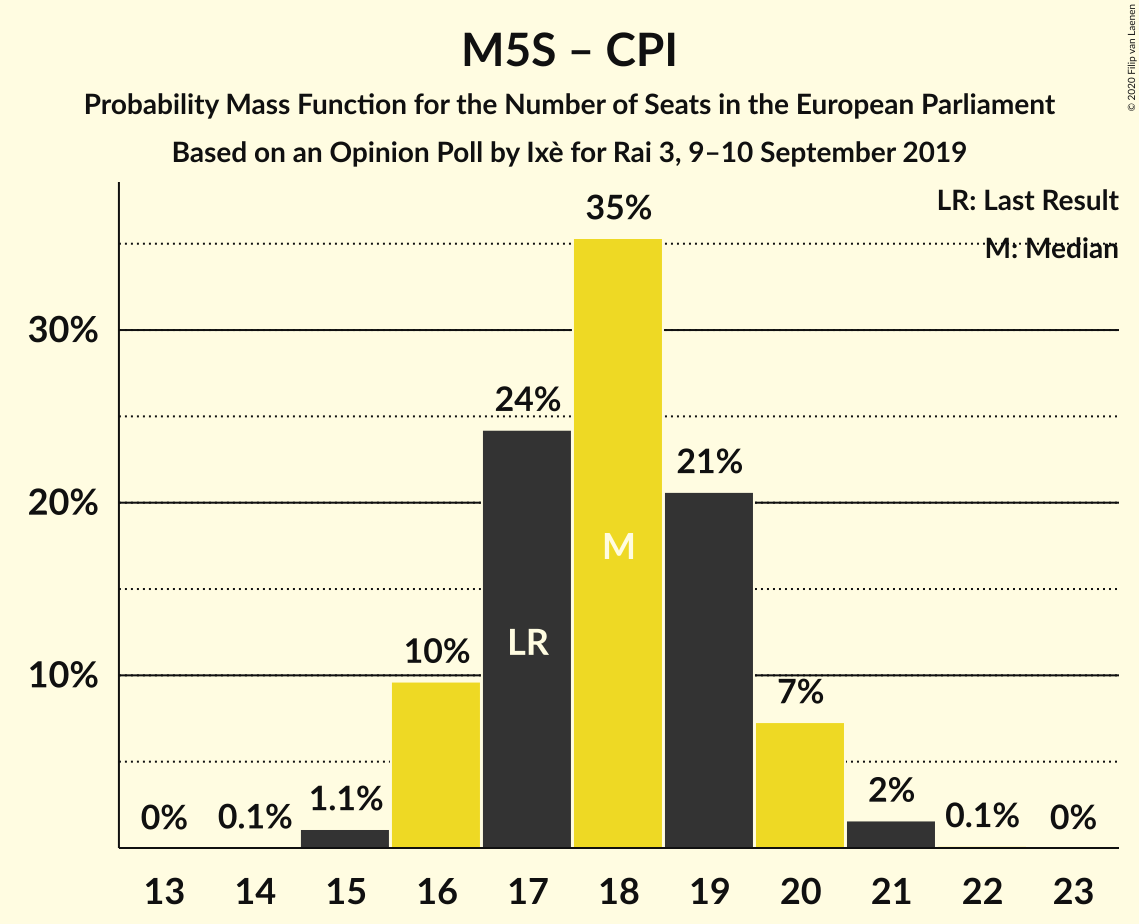 M5S – CPI
Probability Mass Function for the Number of Seats in the European Parliament
Based on an Opinion Poll by Ixè for Rai 3, 9–10 September 2019
© 2020 Filip van Laenen
LR: Last Result
M: Median
35%
30%
24%
21%
20%
M
LR
10%
10%
7%
0%
0.1%
1.1%
2%
0.1%
0%
13 14 15 16 17 18 19 20 21 22 23